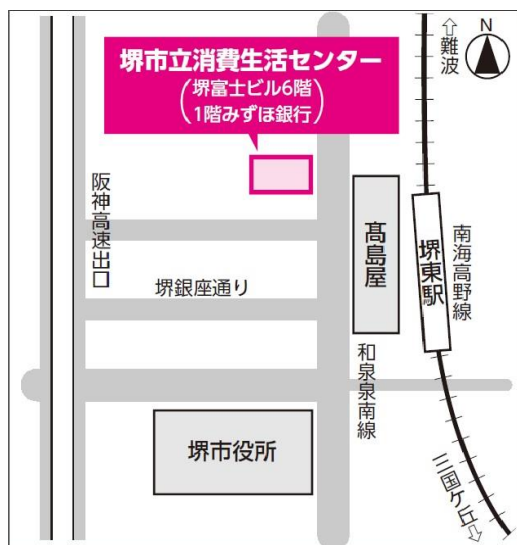 堺市立消費生活センター
(堺富士ビル6階
1階みずほ銀行)
N
⇧難波
阪神高速出口
髙島屋
堺東駅
南海高野線
堺銀座通り
和泉泉南線
堺市役所
三国ケ丘⇩